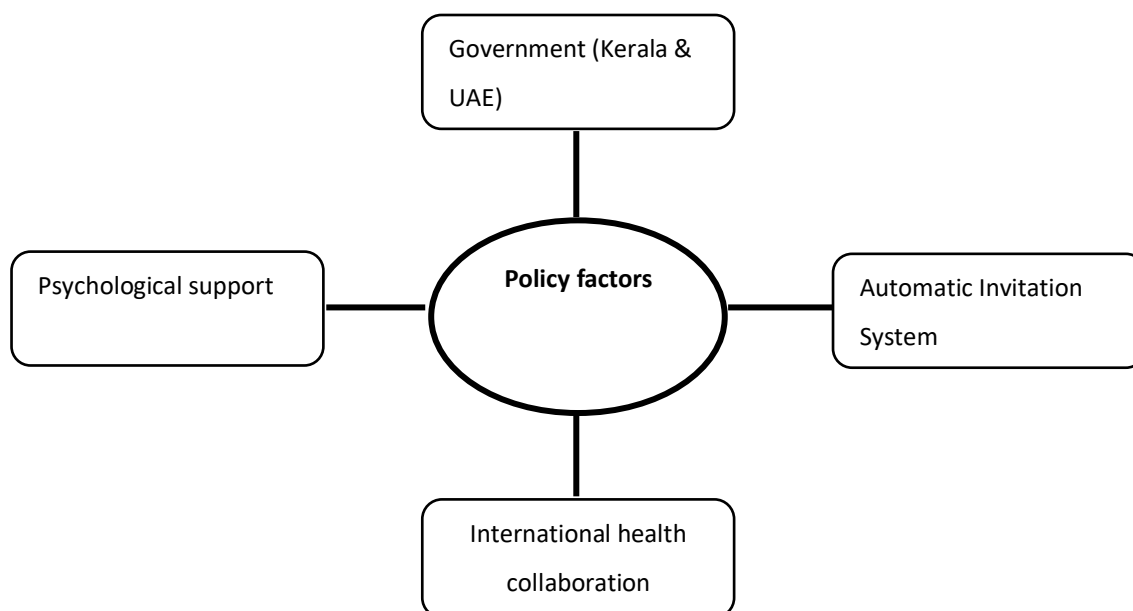 Government (Kerala &
UAE)
Psychological support
Policy factors
Automatic Invitation
System
International health
collaboration